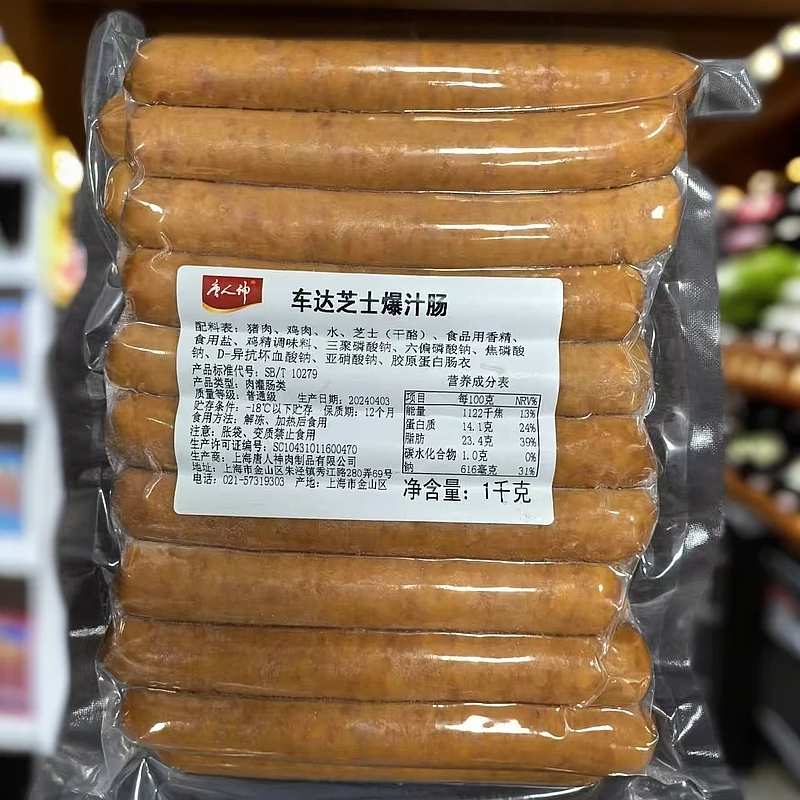 唐人神
车达芝士爆汁肠
配料表：猪肉、鸡肉、水、芝士（干酪）、食品用香精、
食用盐、鸡精调味料、三聚磷酸钠、六偏磷酸钠、焦磷酸
钠、D-异抗坏血酸钠、亚硝酸钠、胶原蛋白肠衣
产品标准代号：SB/T 10279
产品类型：肉灌肠类
质量等级：普通级 生产日期：20240403
贮存条件：-18℃以下贮存 保质期：12个月
食用方法：解冻、加热后食用
注意：胀袋、变质禁止食用
生产许可证编号：SC10431011600470
生产商：上海唐人神肉制品有限公司
地址：上海市金山区朱泾镇秀江路280弄69号
电话：021-57319303 产地：上海市金山区
营养成分表
项目 每100克 NRV%
能量 1122千焦 13%
蛋白质 14.1克 24%
脂肪 23.4克 39%
碳水化合物 1.0克 0%
钠 616毫克 31%
净含量：1千克